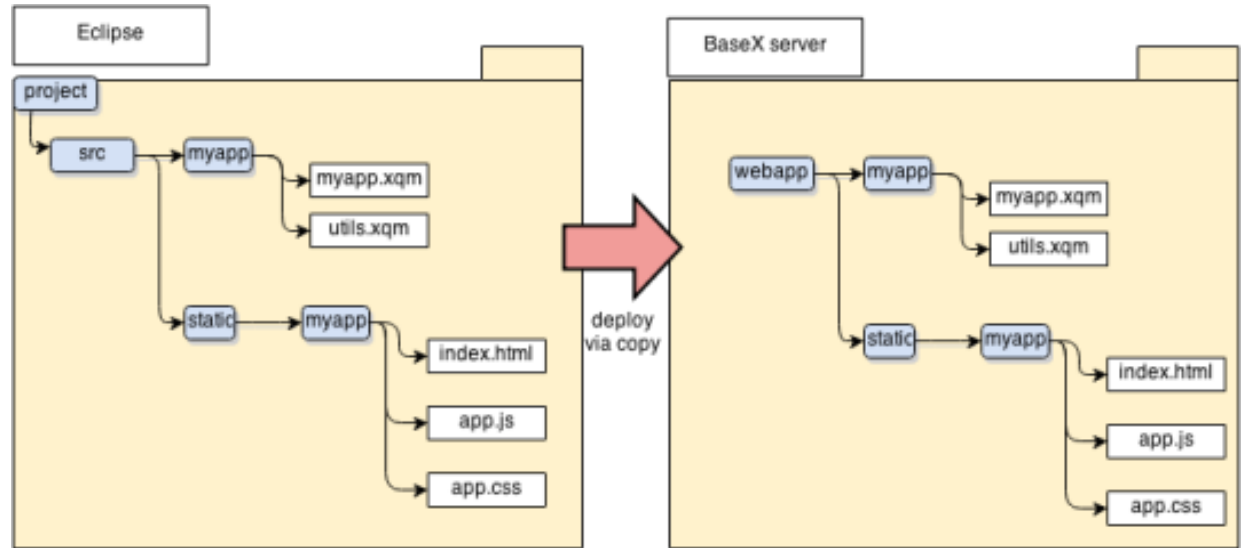 Eclipse
project
src
myapp
myapp.xqm
utils.xqm
static
myapp
index.html
app.js
app.css
deploy
via copy
BaseX server
webapp
myapp
myapp.xqm
utils.xqm
static
myapp
index.html
app.js
app.css